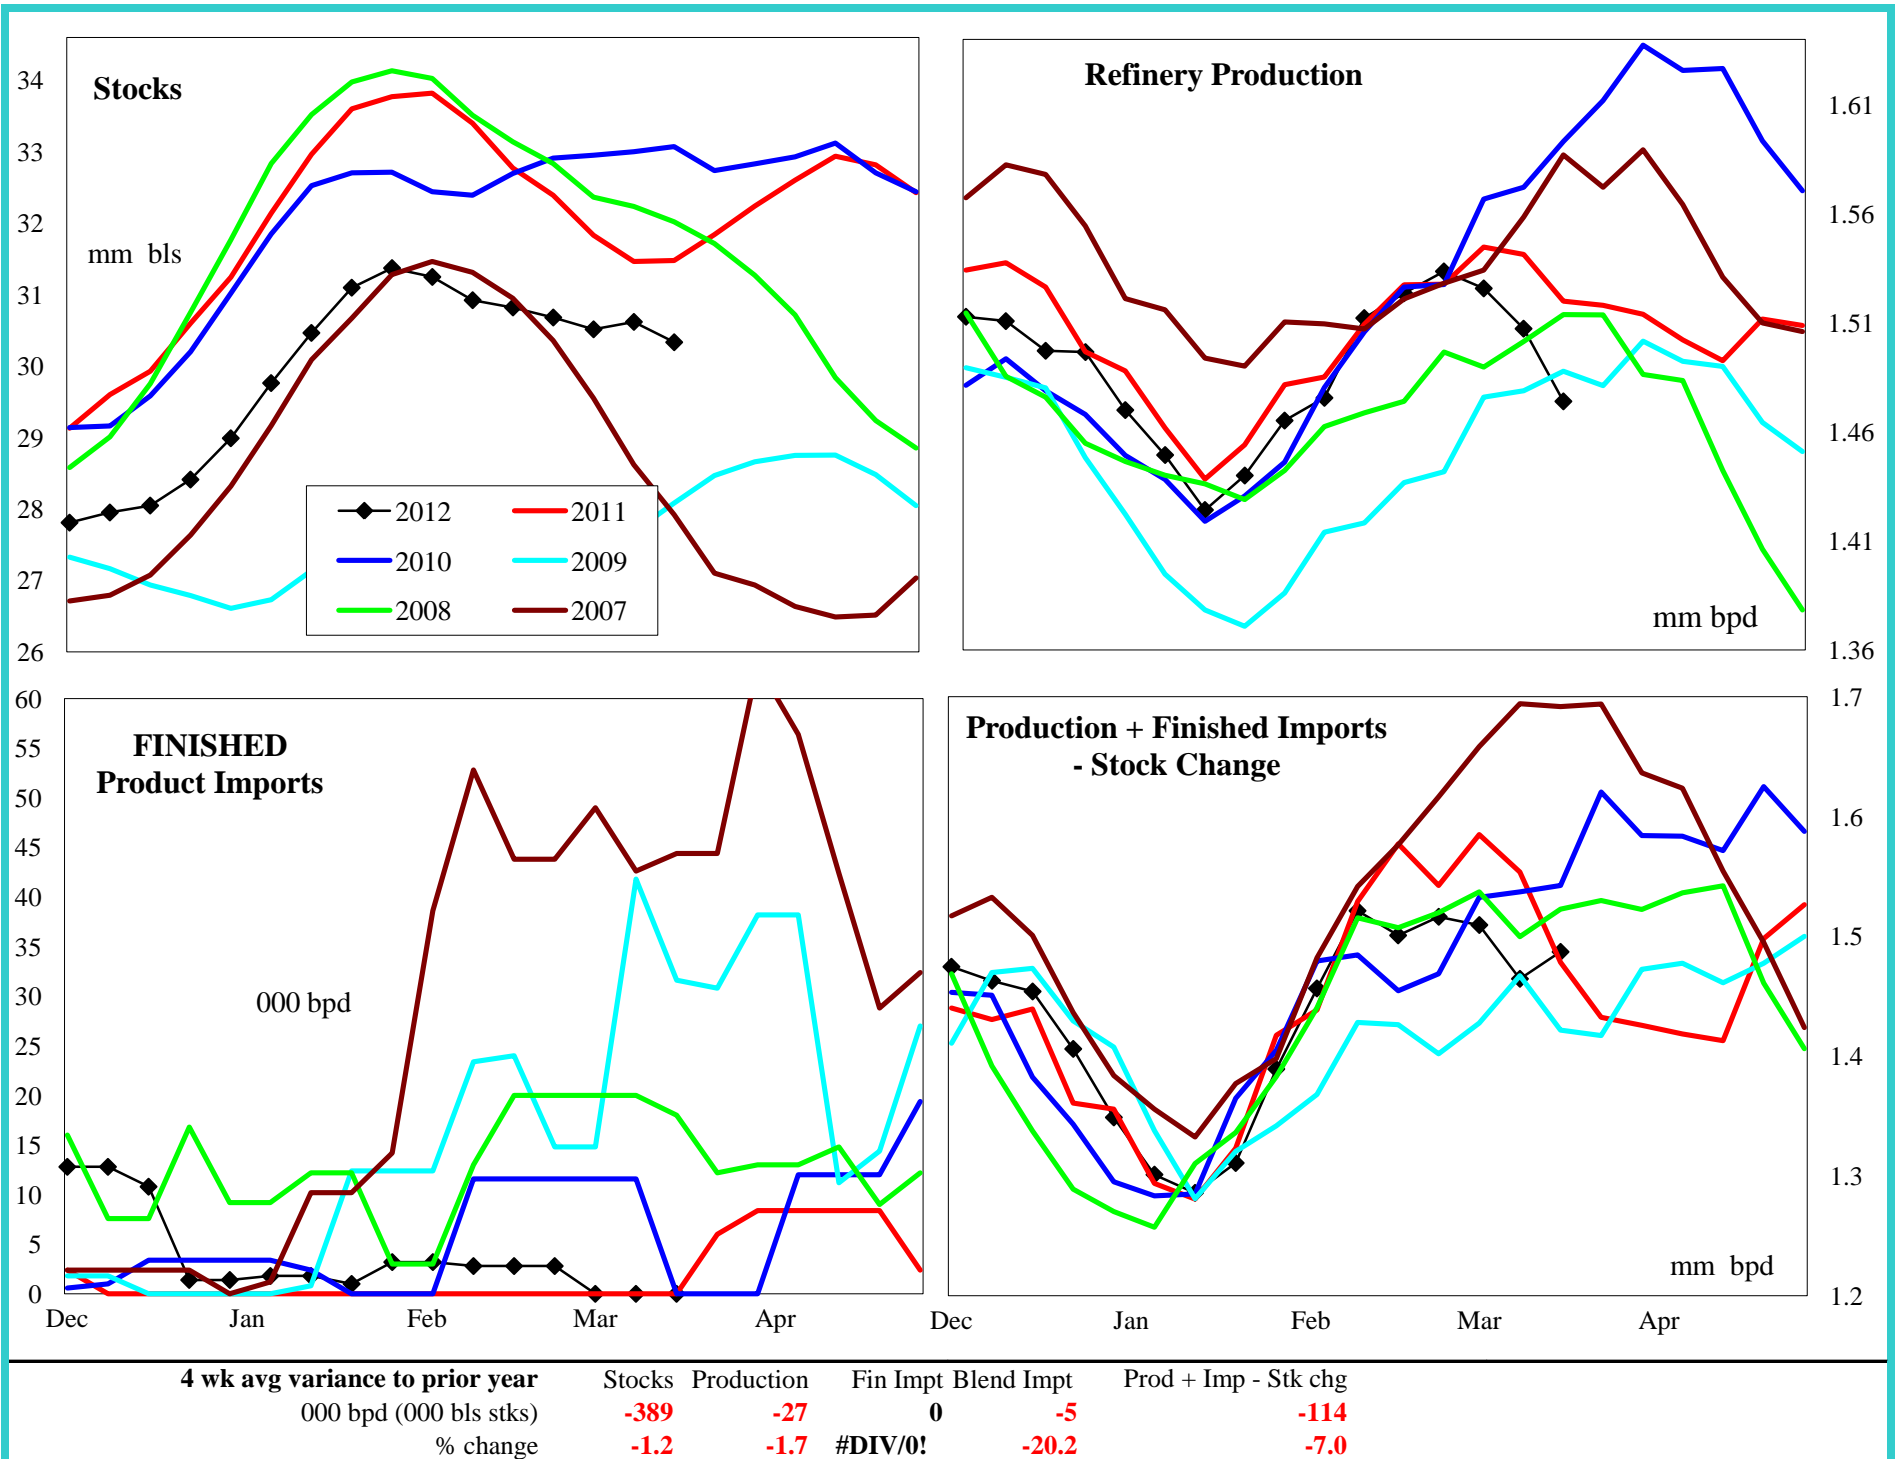 Stocks
mm bls
34
33
32
31
30
29
28
27
26
2012
2011
2010
2009
2008
2007
Refinery Production
1.61
1.56
1.51
1.46
1.41
1.36
mm bpd
FINISHED
Product Imports
000 bpd
60
55
50
45
40
35
30
25
20
15
10
5
0
Dec Jan Feb Mar Apr
Production + Finished Imports
- Stock Change
1.7
1.6
1.5
1.4
1.3
1.2
mm bpd
Dec Jan Feb Mar Apr
4 wk avg variance to prior year Stocks Production Fin Impt Blend Impt Prod + Imp - Stk chg
000 bpd (000 bls stks) -389 -27 0 -5 -114
% change -1.2 -1.7 #DIV/0! -20.2 -7.0